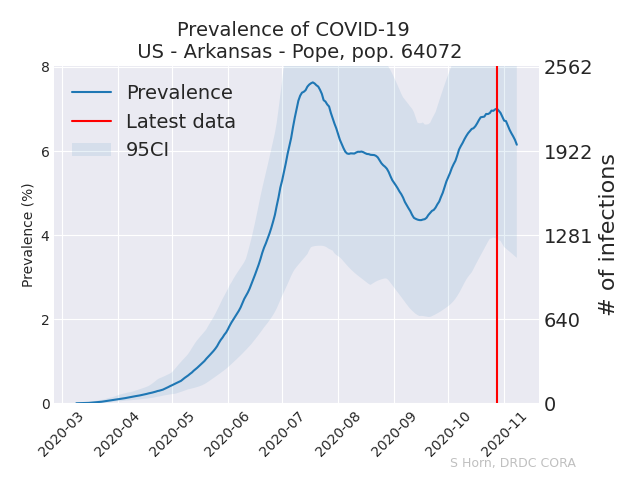 Prevalence of COVID-19
US - Arkansas - Pope, pop. 64072
Prevalence
Latest data
95CI
Prevalence (%)
8
6
4
2
0
2562
1922
1281
640
0
# of infections
2020-03
2020-04
2020-05
2020-06
2020-07
2020-08
2020-09
2020-10
2020-11
S Horn, DRDC CORA